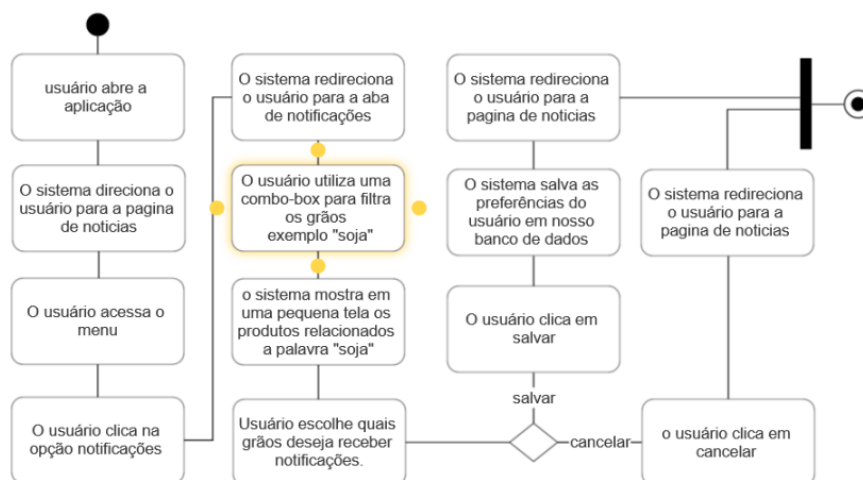 usuário abre a
aplicação
O sistema direciona o
usuário para a pagina
de noticias
O usuário acessa o
menu
O usuário clica na
opção notificações
O sistema redireciona
o usuário para a aba
de notificações
O usuário utiliza uma
combo-box para filtra
os grãos
exemplo "soja"
o sistema mostra em
uma pequena tela os
produtos relacionados
a palavra "soja"
Usuário escolhe quais
grãos deseja receber
notificações.
salvar
O usuário clica em
salvar
O sistema salva as
preferências do
usuário em nosso
banco de dados
O sistema redireciona
o usuário para a
pagina de noticias
cancelar
o usuário clica em
cancelar
O sistema redireciona
o usuário para a
pagina de noticias